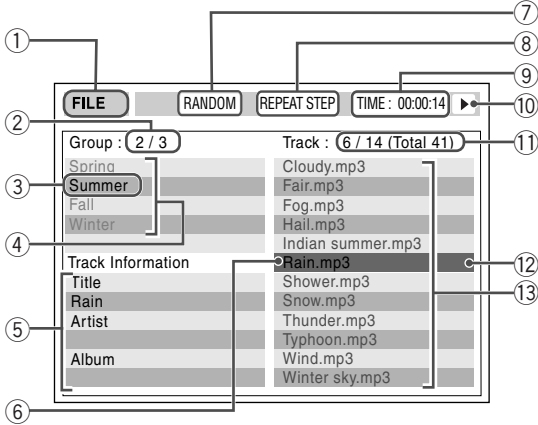 7
1
8
9
FILE RANDOM REPEAT STEP TIME : 00:00:14
10
2
Group : 2 / 3 Track : 6 / 14 (Total 41)
11
Spring Cloudy.mp3
3
Summer Fair.mp3
Fall Fog.mp3
Winter Hail.mp3
4
Indian summer.mp3
Track Information Rain.mp3
12
Title Shower.mp3
13
Rain Snow.mp3
5
Artist Thunder.mp3
Typhoon.mp3
Album Wind.mp3
Winter sky.mp3
6